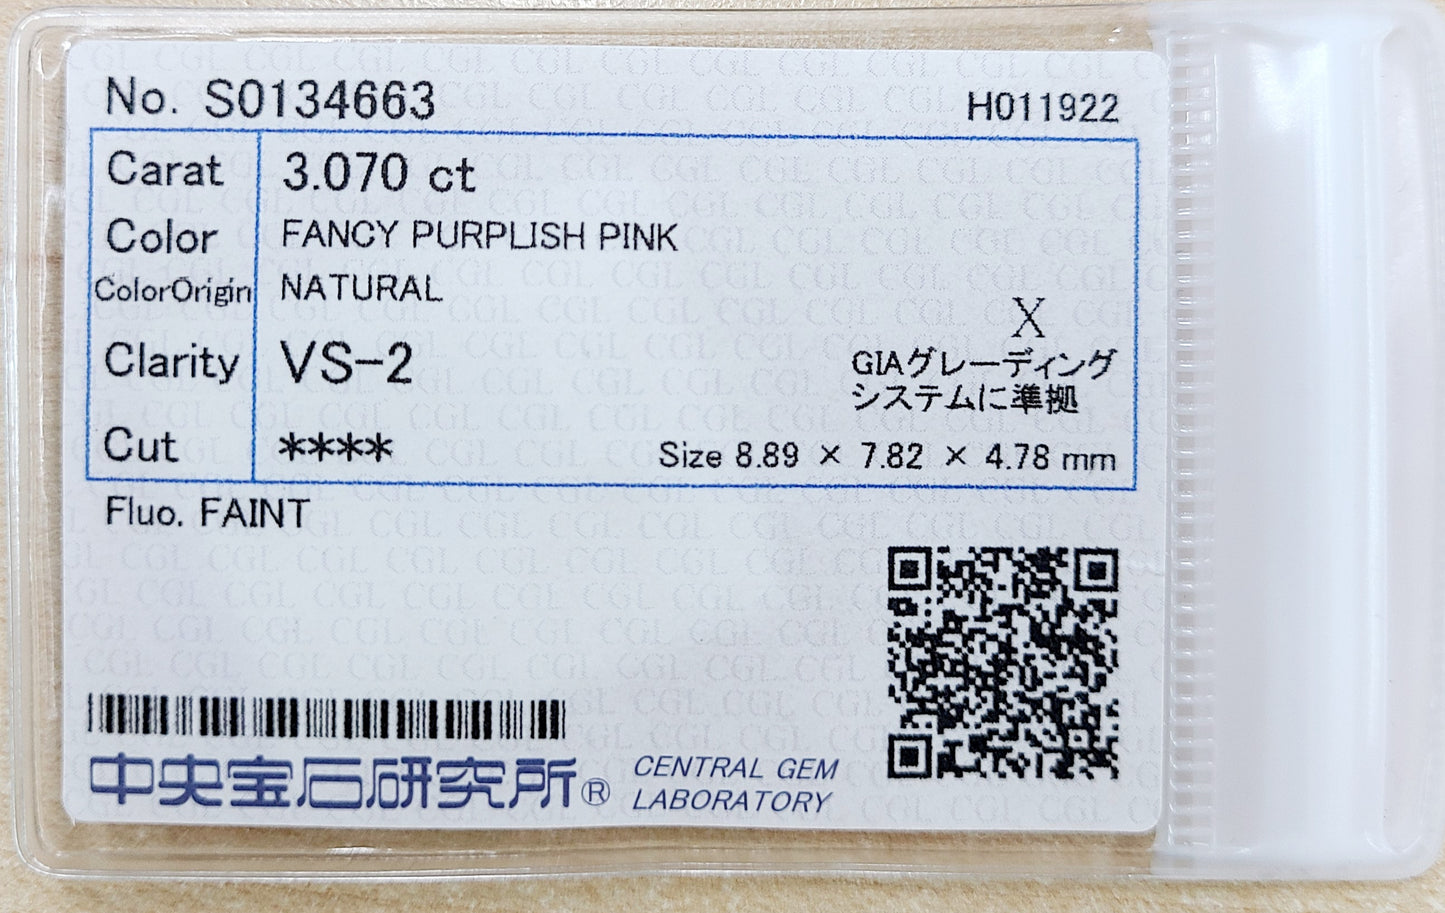 No. S0134663
H011922
Carat 3.070 ct
Color FANCY PURPLISH PINK
ColorOrigin NATURAL
X
Clarity VS-2
GIAグレーディング
システムに準拠
Cut ****
Size 8.89 × 7.82 × 4.78 mm
Fluo. FAINT
中央宝石研究所® CENTRAL GEM
LABORATORY